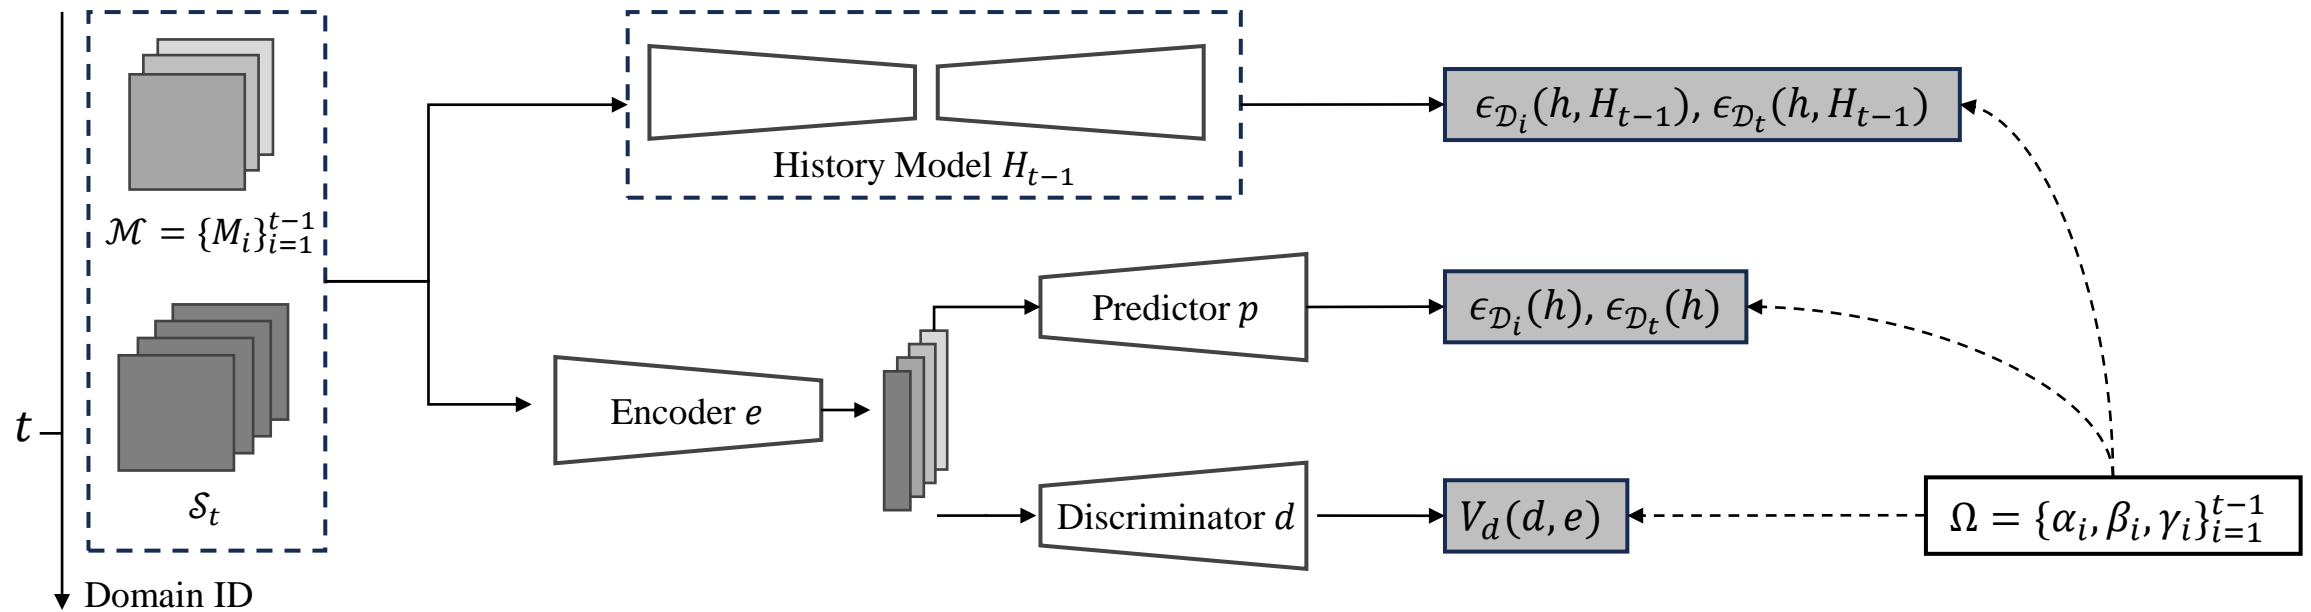 ℳ = {M_i}_{i=1}^{t−1}
t
𝒮_t
Domain ID
History Model H_{t−1}
Encoder e
Predictor p
Discriminator d
ϵ_{𝒟_i}(h, H_{t−1}), ϵ_{𝒟_t}(h, H_{t−1})
ϵ_{𝒟_i}(h), ϵ_{𝒟_t}(h)
V_d(d, e)
Ω = {α_i, β_i, γ_i}_{i=1}^{t−1}